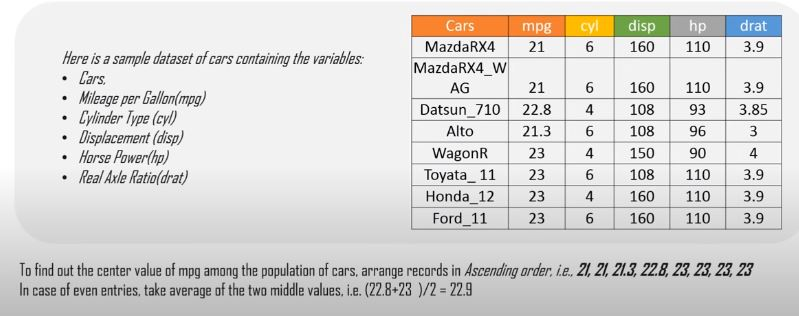 Here is a sample dataset of cars containing the variables:
• Cars,
• Mileage per Gallon(mpg)
• Cylinder Type (cyl)
• Displacement (disp)
• Horse Power(hp)
• Real Axle Ratio(drat)
Cars mpg cyl disp hp drat
MazdaRX4 21 6 160 110 3.9
MazdaRX4_W
AG 21 6 160 110 3.9
Datsun_710 22.8 4 108 93 3.85
Alto 21.3 6 108 96 3
WagonR 23 4 150 90 4
Toyata_ 11 23 6 108 110 3.9
Honda_12 23 4 160 110 3.9
Ford_11 23 6 160 110 3.9
To find out the center value of mpg among the population of cars, arrange records in Ascending order, i.e., 21, 21, 21.3, 22.8, 23, 23, 23, 23
In case of even entries, take average of the two middle values, i.e. (22.8+23 )/2 = 22.9